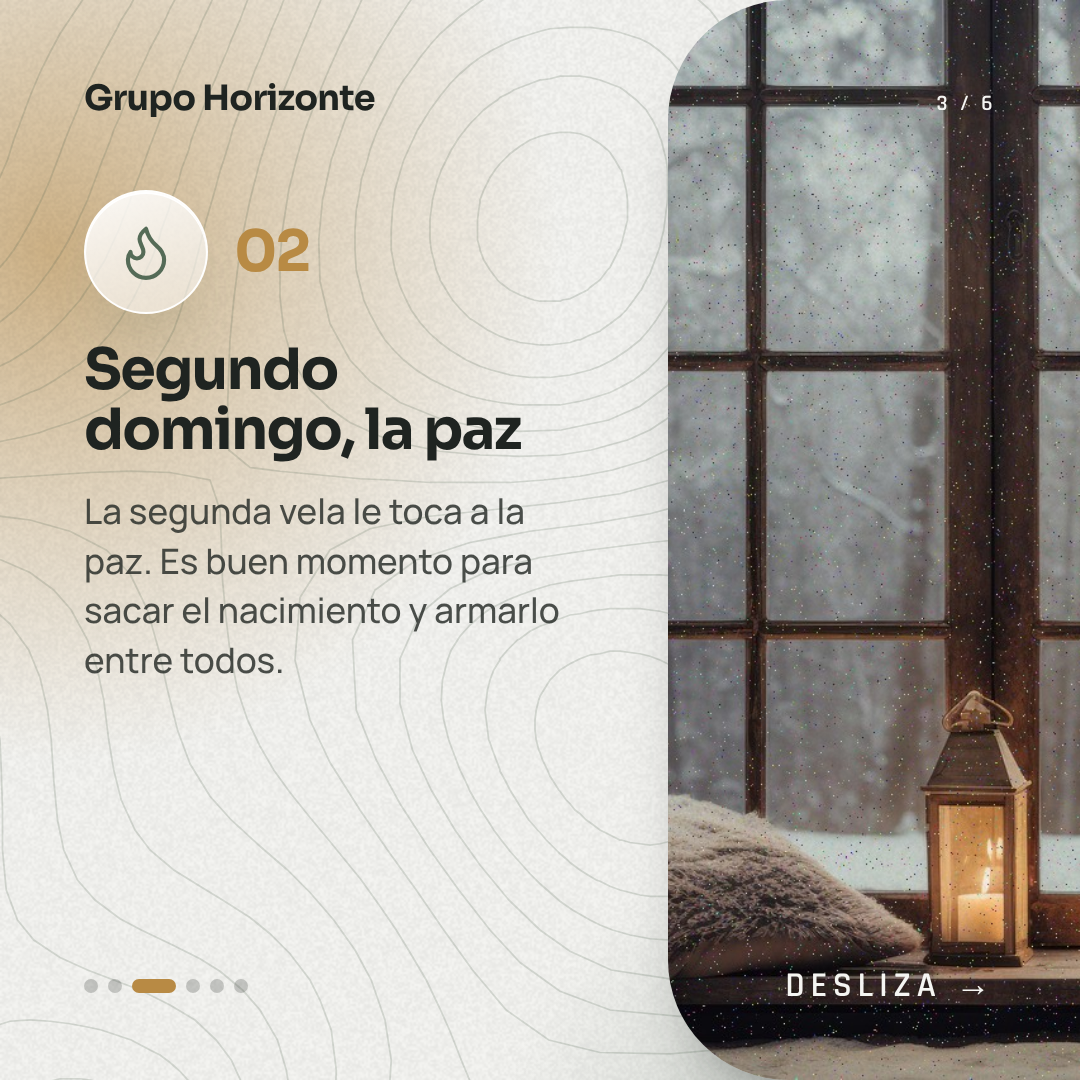 Grupo Horizonte
3 / 6
02
Segundo
domingo, la paz
La segunda vela le toca a la
paz. Es buen momento para
sacar el nacimiento y armarlo
entre todos.
DESLIZA →